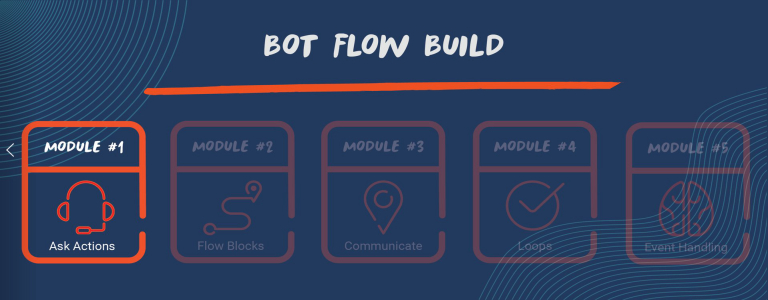 BOT FLOW BUILD
MODULE #1
MODULE #2
MODULE #3
MODULE #4
MODULE #5
Ask Actions
Flow Blocks
Communicate
Loops
Event Handling